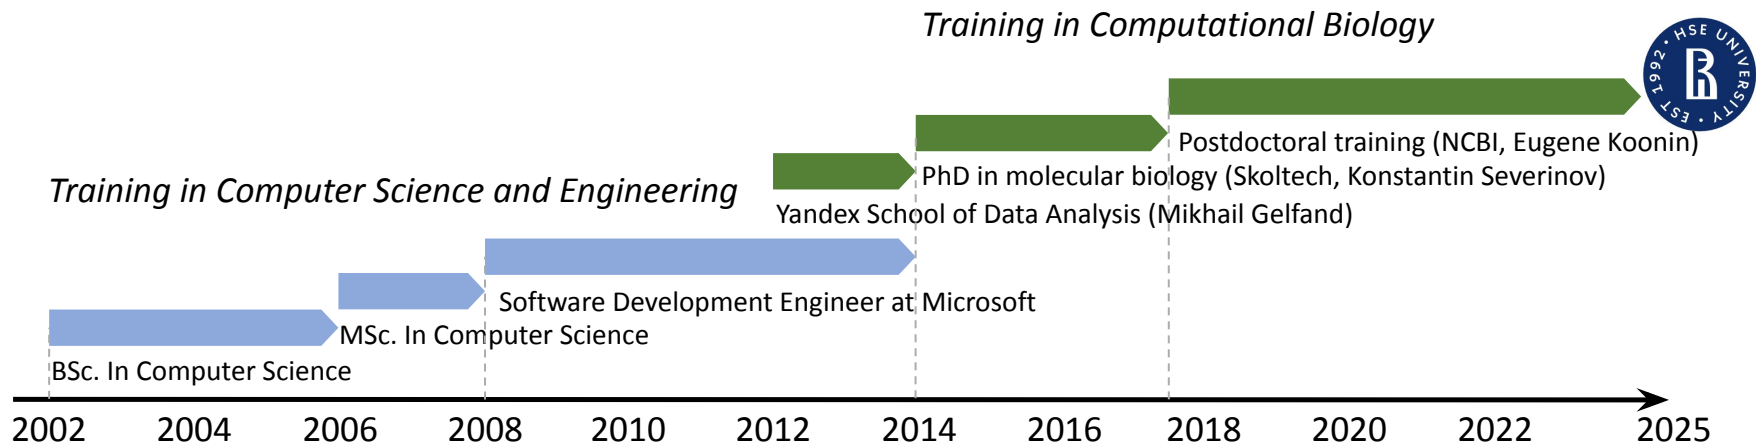 Training in Computational Biology
HSE UNIVERSITY • EST 1992 •
Postdoctoral training (NCBI, Eugene Koonin)
PhD in molecular biology (Skoltech, Konstantin Severinov)
Training in Computer Science and Engineering
Yandex School of Data Analysis (Mikhail Gelfand)
Software Development Engineer at Microsoft
MSc. In Computer Science
BSc. In Computer Science
2002 2004 2006 2008 2010 2012 2014 2016 2018 2020 2022 2025